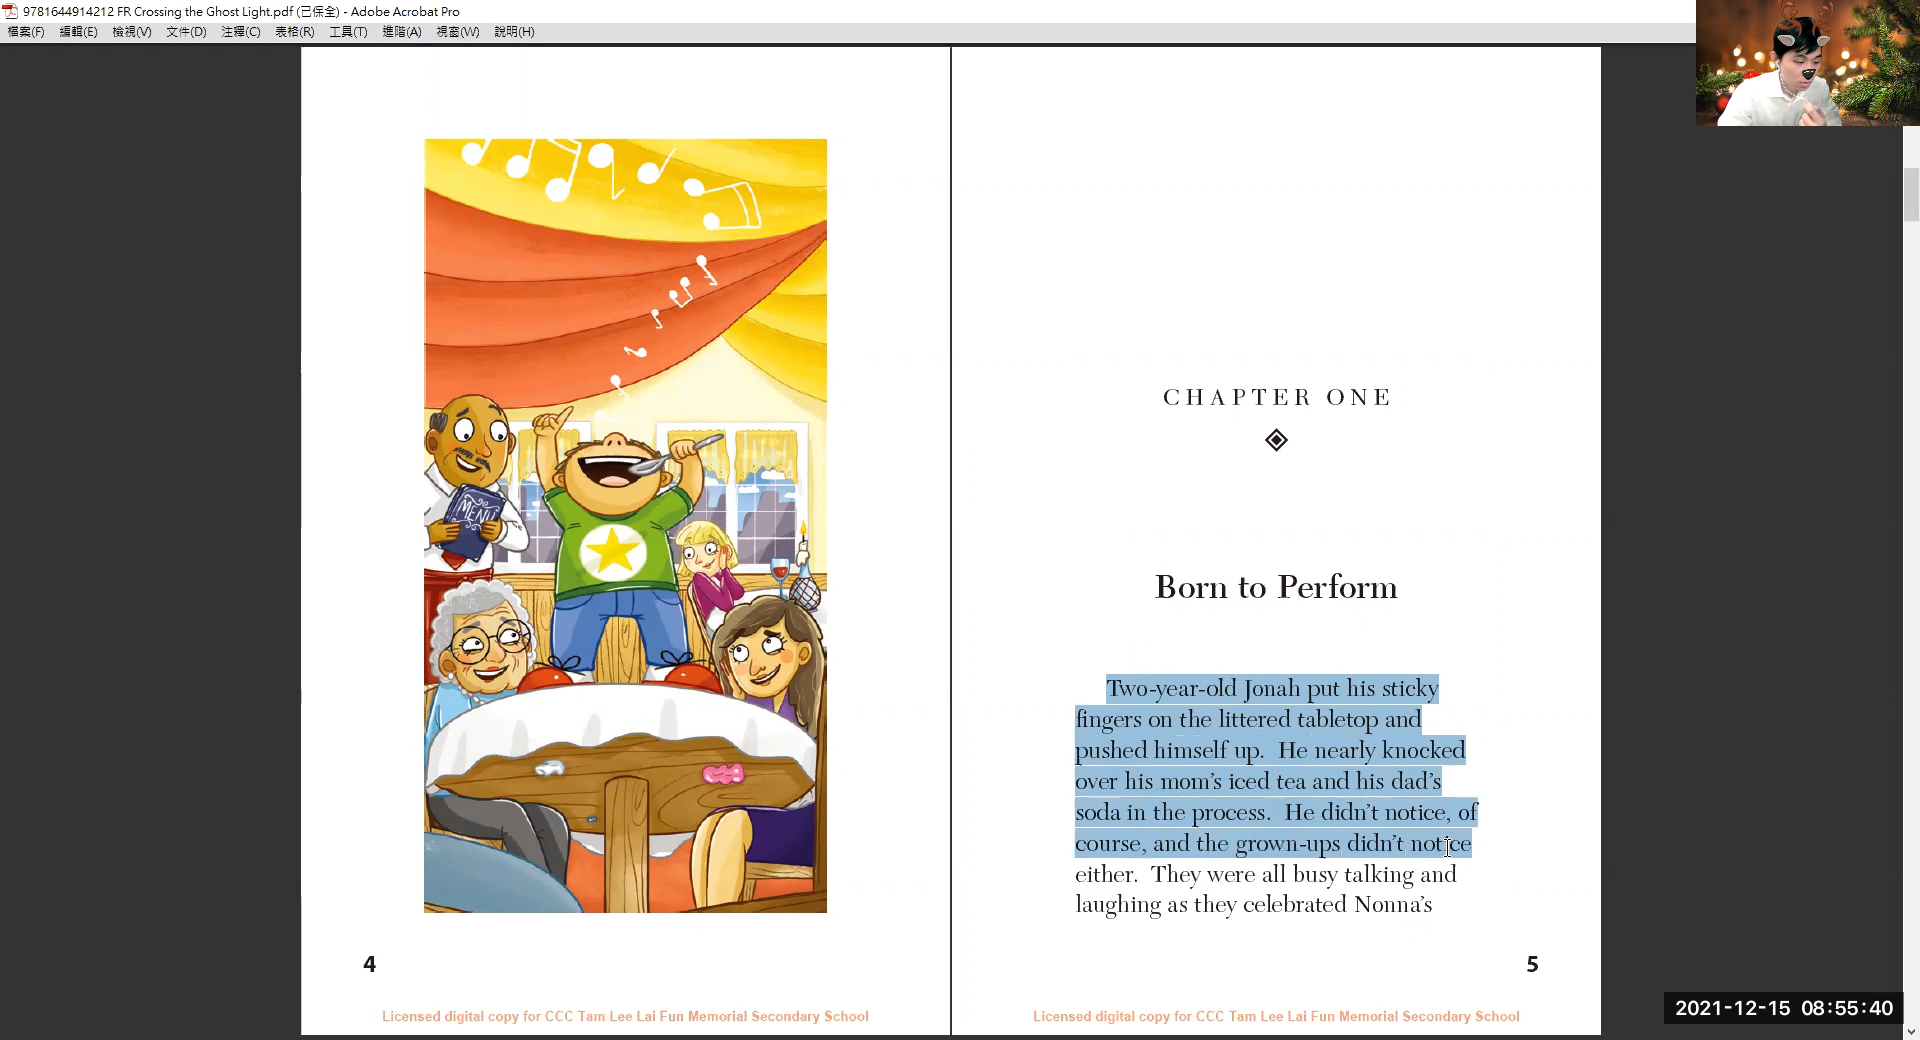 9781644914212 FR Crossing the Ghost Light.pdf (已保全) - Adobe Acrobat Pro
檔案(F) 編輯(E) 檢視(V) 文件(D) 注釋(C) 表格(R) 工具(T) 進階(A) 視窗(W) 說明(H)
MENU
4
Licensed digital copy for CCC Tam Lee Lai Fun Memorial Secondary School
CHAPTER ONE
Born to Perform
Two-year-old Jonah put his sticky
fingers on the littered tabletop and
pushed himself up. He nearly knocked
over his mom's iced tea and his dad's
soda in the process. He didn't notice, of
course, and the grown-ups didn't notice
either. They were all busy talking and
laughing as they celebrated Nonna's
5
Licensed digital copy for CCC Tam Lee Lai Fun Memorial Secondary School
2021-12-15 08:55:40